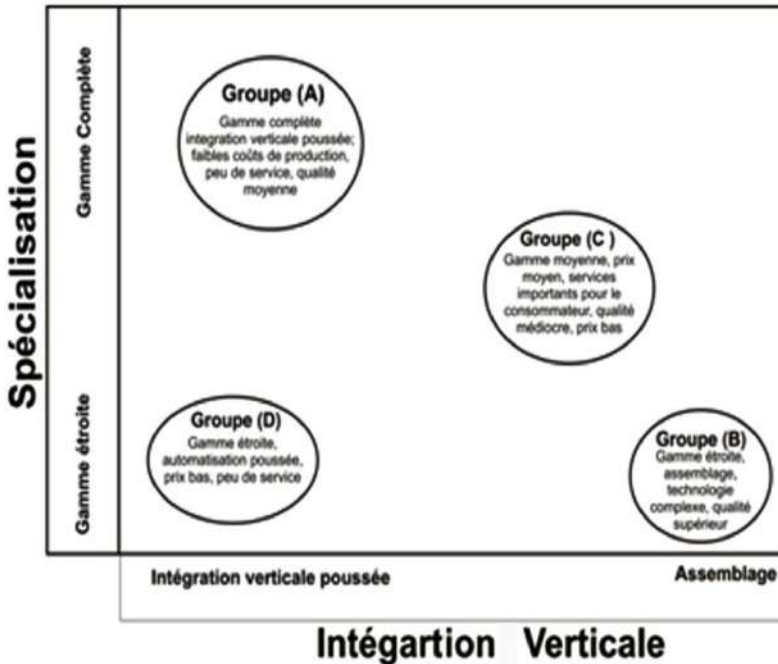 Spécialisation
Gamme Complète
Gamme étroite
Groupe (A)
Gamme complète
integration verticale poussée;
faibles coûts de production,
peu de service, qualité
moyenne
Groupe (C )
Gamme moyenne, prix
moyen, services
importants pour le
consommateur, qualité
médiocre, prix bas
Groupe (D)
Gamme étroite,
automatisation poussée,
prix bas, peu de service
Groupe (B)
Gamme étroite,
assemblage,
technologie
complexe, qualité
supérieur
Intégration verticale poussée
Assemblage
Intégartion Verticale